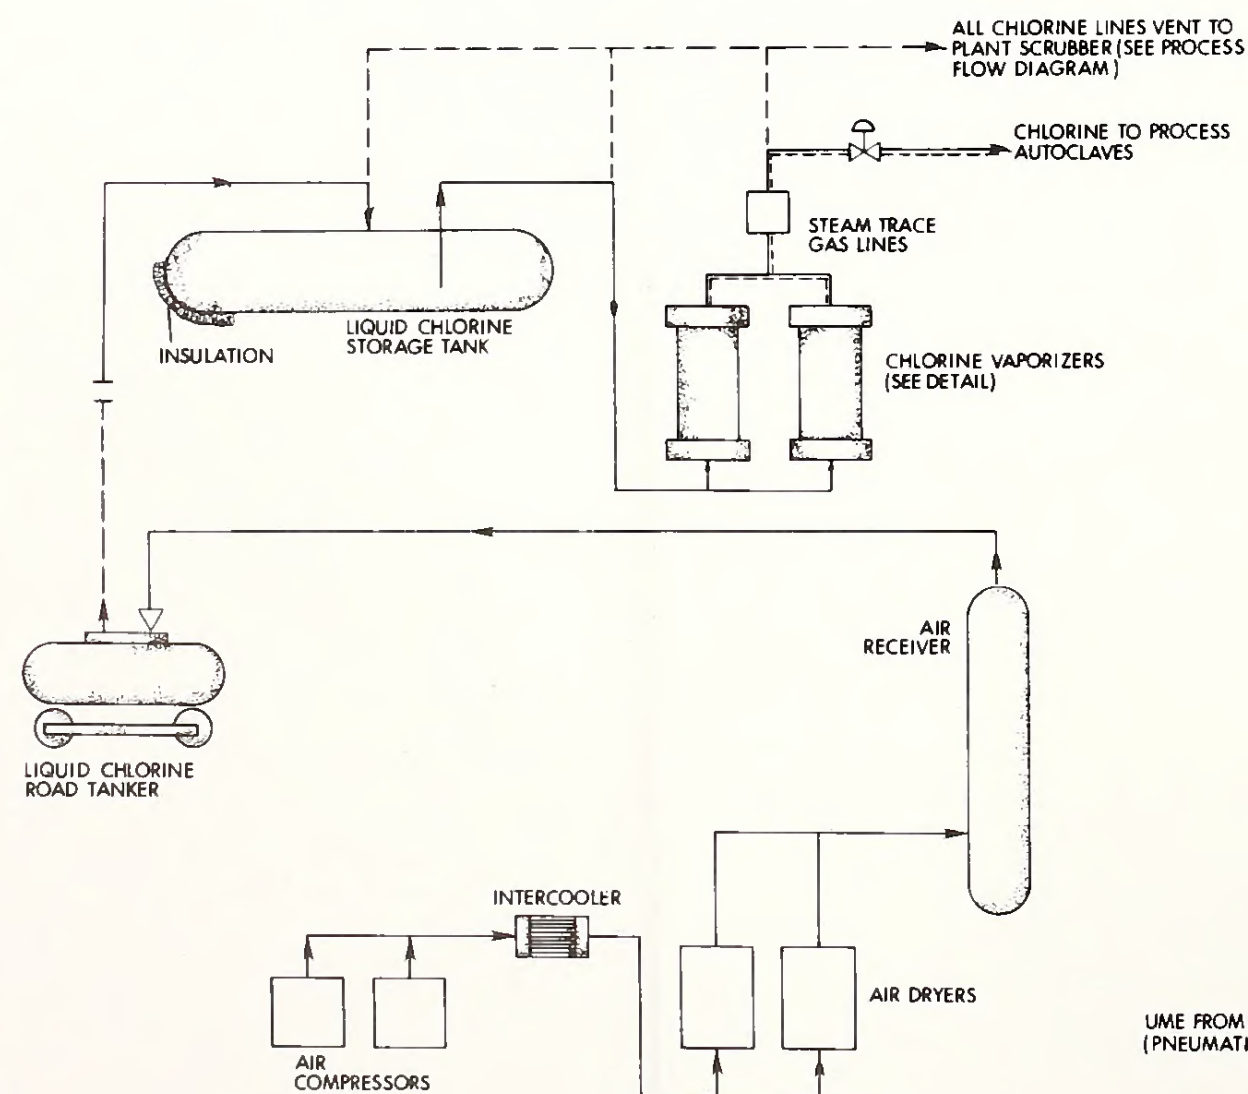 ALL CHLORINE LINES VENT TO
PLANT SCRUBBER (SEE PROCESS
FLOW DIAGRAM)
CHLORINE TO PROCESS
AUTOCLAVES
STEAM TRACE
GAS LINES
LIQUID CHLORINE
STORAGE TANK
INSULATION
CHLORINE VAPORIZERS
(SEE DETAIL)
AIR
RECEIVER
LIQUID CHLORINE
ROAD TANKER
INTERCOOLER
AIR DRYERS
AIR
COMPRESSORS
UME FROM
(PNEUMATI